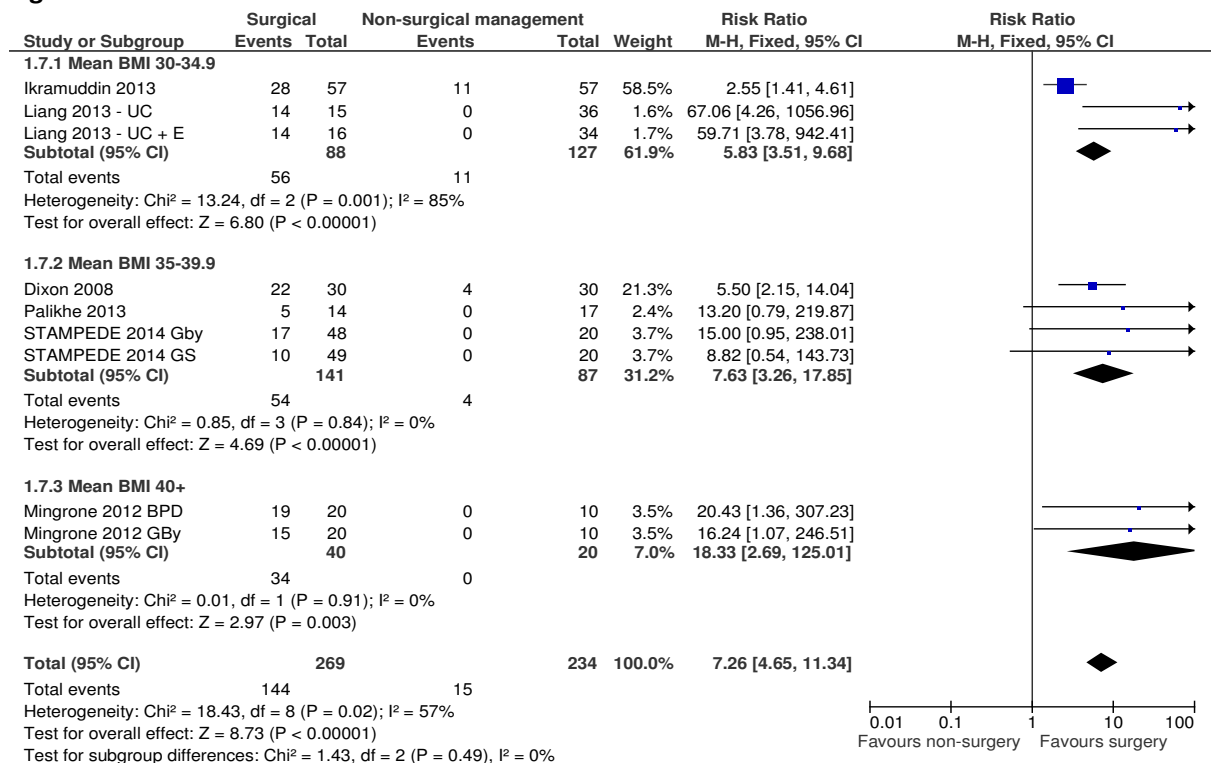 Surgical Non-surgical management Risk Ratio Risk Ratio
Study or Subgroup Events Total Events Total Weight M-H, Fixed, 95% CI M-H, Fixed, 95% CI
1.7.1 Mean BMI 30-34.9
Ikramuddin 2013 28 57 11 57 58.5% 2.55 [1.41, 4.61]
Liang 2013 - UC 14 15 0 36 1.6% 67.06 [4.26, 1056.96]
Liang 2013 - UC + E 14 16 0 34 1.7% 59.71 [3.78, 942.41]
Subtotal (95% CI) 88 127 61.9% 5.83 [3.51, 9.68]
Total events 56 11
Heterogeneity: Chi² = 13.24, df = 2 (P = 0.001); I² = 85%
Test for overall effect: Z = 6.80 (P < 0.00001)
1.7.2 Mean BMI 35-39.9
Dixon 2008 22 30 4 30 21.3% 5.50 [2.15, 14.04]
Palikhe 2013 5 14 0 17 2.4% 13.20 [0.79, 219.87]
STAMPEDE 2014 Gby 17 48 0 20 3.7% 15.00 [0.95, 238.01]
STAMPEDE 2014 GS 10 49 0 20 3.7% 8.82 [0.54, 143.73]
Subtotal (95% CI) 141 87 31.2% 7.63 [3.26, 17.85]
Total events 54 4
Heterogeneity: Chi² = 0.85, df = 3 (P = 0.84); I² = 0%
Test for overall effect: Z = 4.69 (P < 0.00001)
1.7.3 Mean BMI 40+
Mingrone 2012 BPD 19 20 0 10 3.5% 20.43 [1.36, 307.23]
Mingrone 2012 GBy 15 20 0 10 3.5% 16.24 [1.07, 246.51]
Subtotal (95% CI) 40 20 7.0% 18.33 [2.69, 125.01]
Total events 34 0
Heterogeneity: Chi² = 0.01, df = 1 (P = 0.91); I² = 0%
Test for overall effect: Z = 2.97 (P = 0.003)
Total (95% CI) 269 234 100.0% 7.26 [4.65, 11.34]
Total events 144 15
Heterogeneity: Chi² = 18.43, df = 8 (P = 0.02); I² = 57%
Test for overall effect: Z = 8.73 (P < 0.00001)
Test for subgroup differences: Chi² = 1.43, df = 2 (P = 0.49), I² = 0%
0.01 0.1 1 10 100
Favours non-surgery Favours surgery